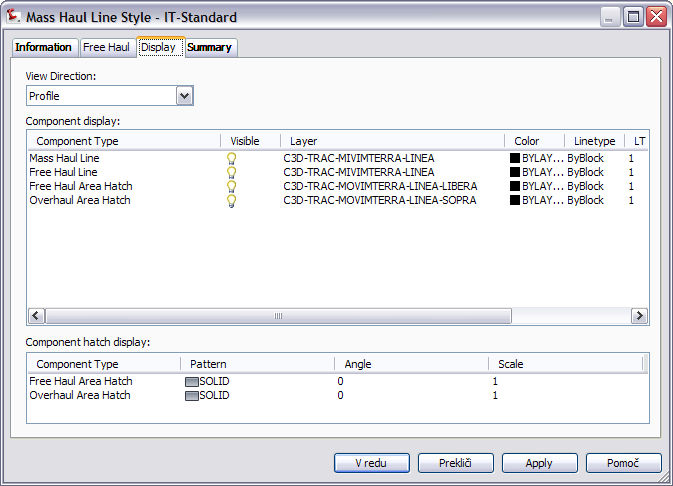 Mass Haul Line Style - IT-Standard
Information Free Haul Display Summary
View Direction:
Profile
Component display:
Component Type Visible Layer Color Linetype LT
Mass Haul Line C3D-TRAC-MIVIMTERRA-LINEA BYLAY... ByBlock 1
Free Haul Line C3D-TRAC-MIVIMTERRA-LINEA BYLAY... ByBlock 1
Free Haul Area Hatch C3D-TRAC-MOVIMTERRA-LINEA-LIBERA BYLAY... ByBlock 1
Overhaul Area Hatch C3D-TRAC-MOVIMTERRA-LINEA-SOPRA BYLAY... ByBlock 1
Component hatch display:
Component Type Pattern Angle Scale
Free Haul Area Hatch SOLID 0 1
Overhaul Area Hatch SOLID 0 1
V redu Prekliči Apply Pomoč